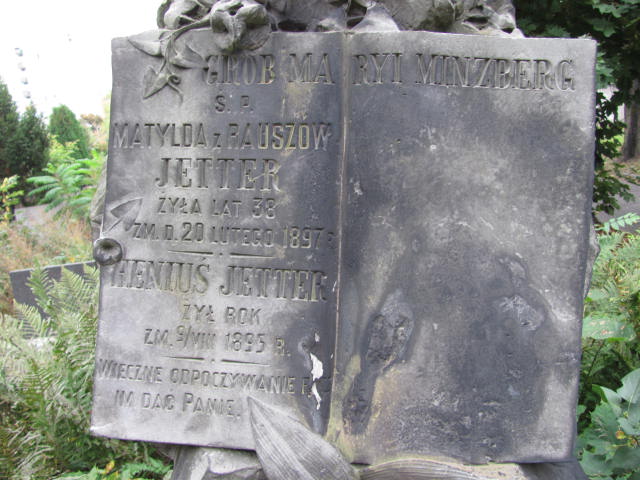 GRÓB MARYI MINZBERG
Ś. P.
MATYLDA z RAUSZÓW
JETTER
ŻYŁA LAT 38
ZM. D. 20 LUTEGO 1897 r
HENIUŚ JETTER
ŻYŁ ROK
ZM. 9/VIII 1895 R.
WIECZNE ODPOCZYWANIE
IM DAĆ PANIE.